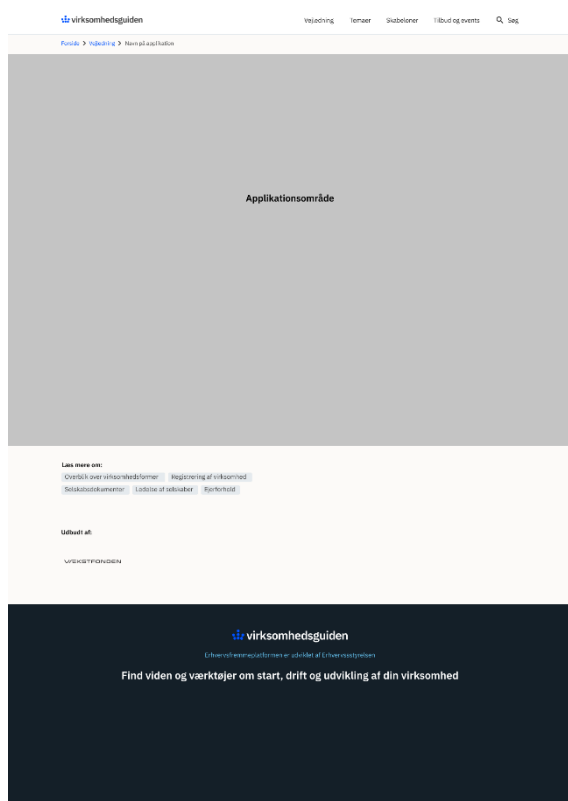 virksomhedsguiden
Vejledning Temaer Skabeloner Tilbud og events Søg
Forside > Vejledning > Navn på applikation
Applikationsområde
Læs mere om:
Overblik over virksomhedsformer Registrering af virksomhed
Selskabsdokumenter Ledelse af selskaber Ejerforhold
Udbudt af:
VÆKSTFONDEN
virksomhedsguiden
Erhvervsfremmeplatformen er udviklet af Erhvervsstyrelsen
Find viden og værktøjer om start, drift og udvikling af din virksomhed